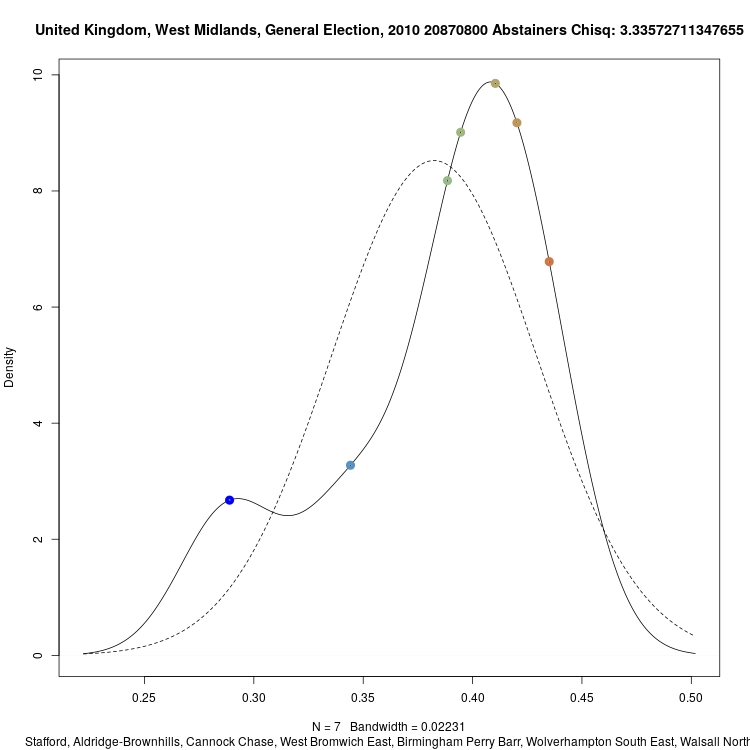 United Kingdom, West Midlands, General Election, 2010 20870800 Abstainers Chisq: 3.33572711347655
Density
10
8
6
4
2
0
0.25 0.30 0.35 0.40 0.45 0.50
N = 7 Bandwidth = 0.02231
Stafford, Aldridge-Brownhills, Cannock Chase, West Bromwich East, Birmingham Perry Barr, Wolverhampton South East, Walsall Nort